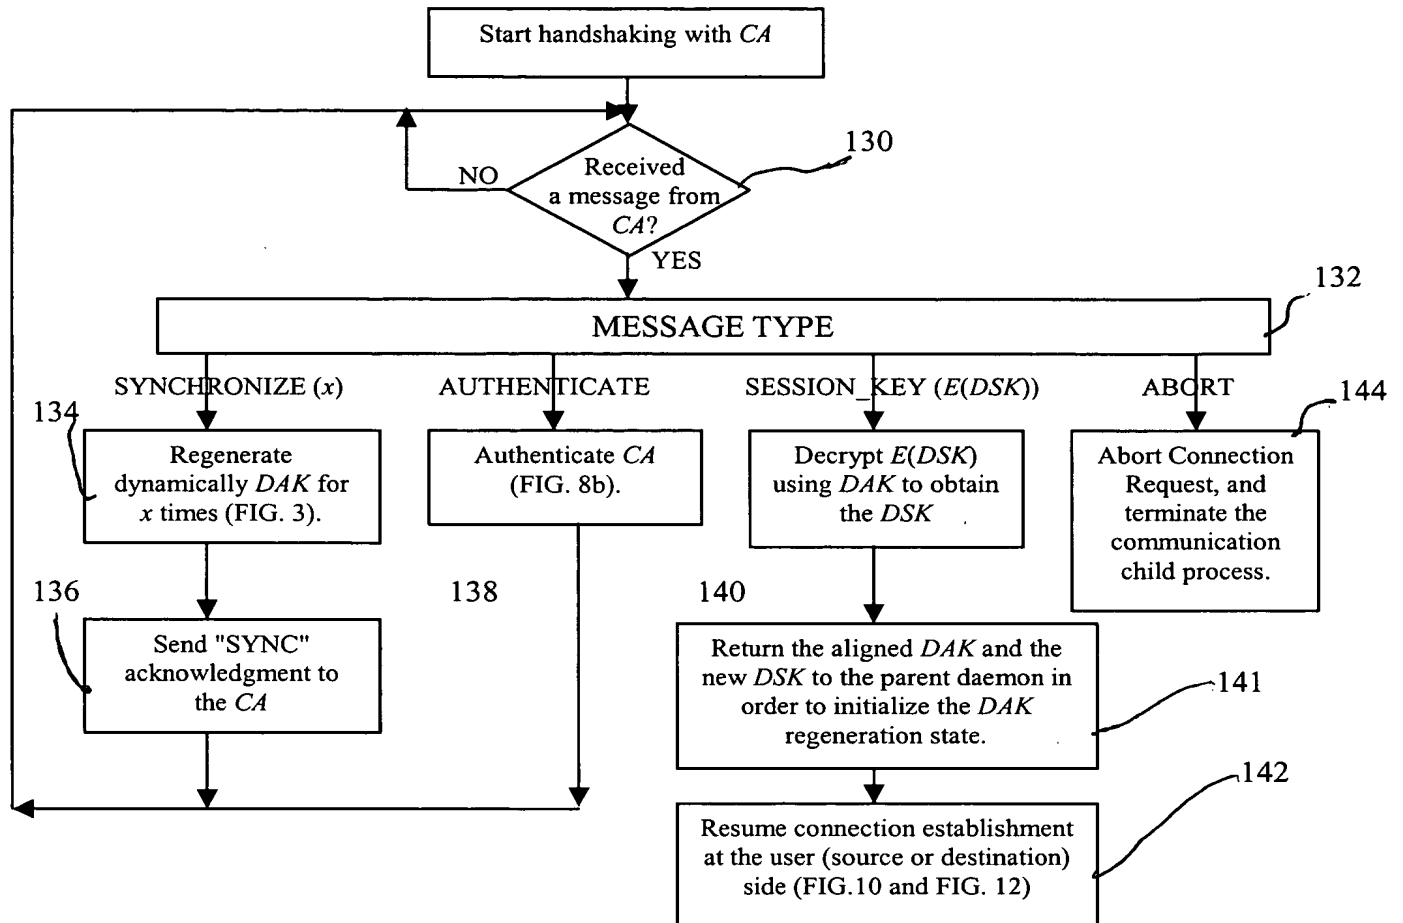 Start handshaking with CA
130
Received
a message from
CA?
NO
YES
132
MESSAGE TYPE
SYNCHRONIZE (x)
AUTHENTICATE
SESSION_KEY (E(DSK))
ABORT
134
144
Regenerate
dynamically DAK for
x times (FIG. 3).
Authenticate CA
(FIG. 8b).
Decrypt E(DSK)
using DAK to obtain
the DSK
Abort Connection
Request, and
terminate the
communication
child process.
136
138
140
Send "SYNC"
acknowledgment to
the CA
Return the aligned DAK and the
new DSK to the parent daemon in
order to initialize the DAK
regeneration state.
141
142
Resume connection establishment
at the user (source or destination)
side (FIG.10 and FIG. 12)